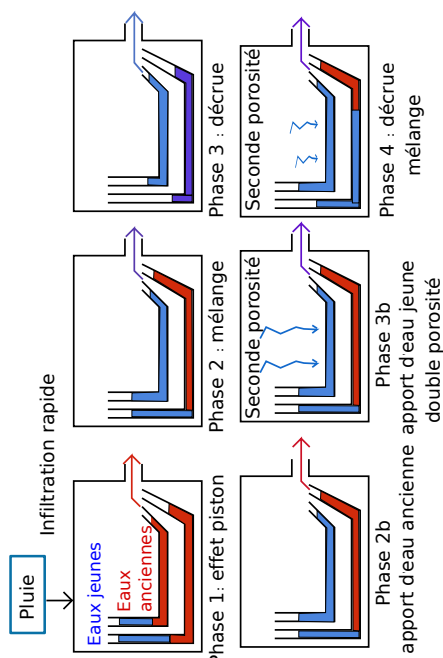 Pluie
Infiltration rapide
Eaux jeunes
Eaux
anciennes
Phase 1: effet piston
Phase 2 : mélange
Phase 3 : décrue
Phase 2b
apport d'eau ancienne
Seconde porosité
Phase 3b
apport d'eau jeune
double porosité
Seconde porosité
Phase 4 : décrue
mélange